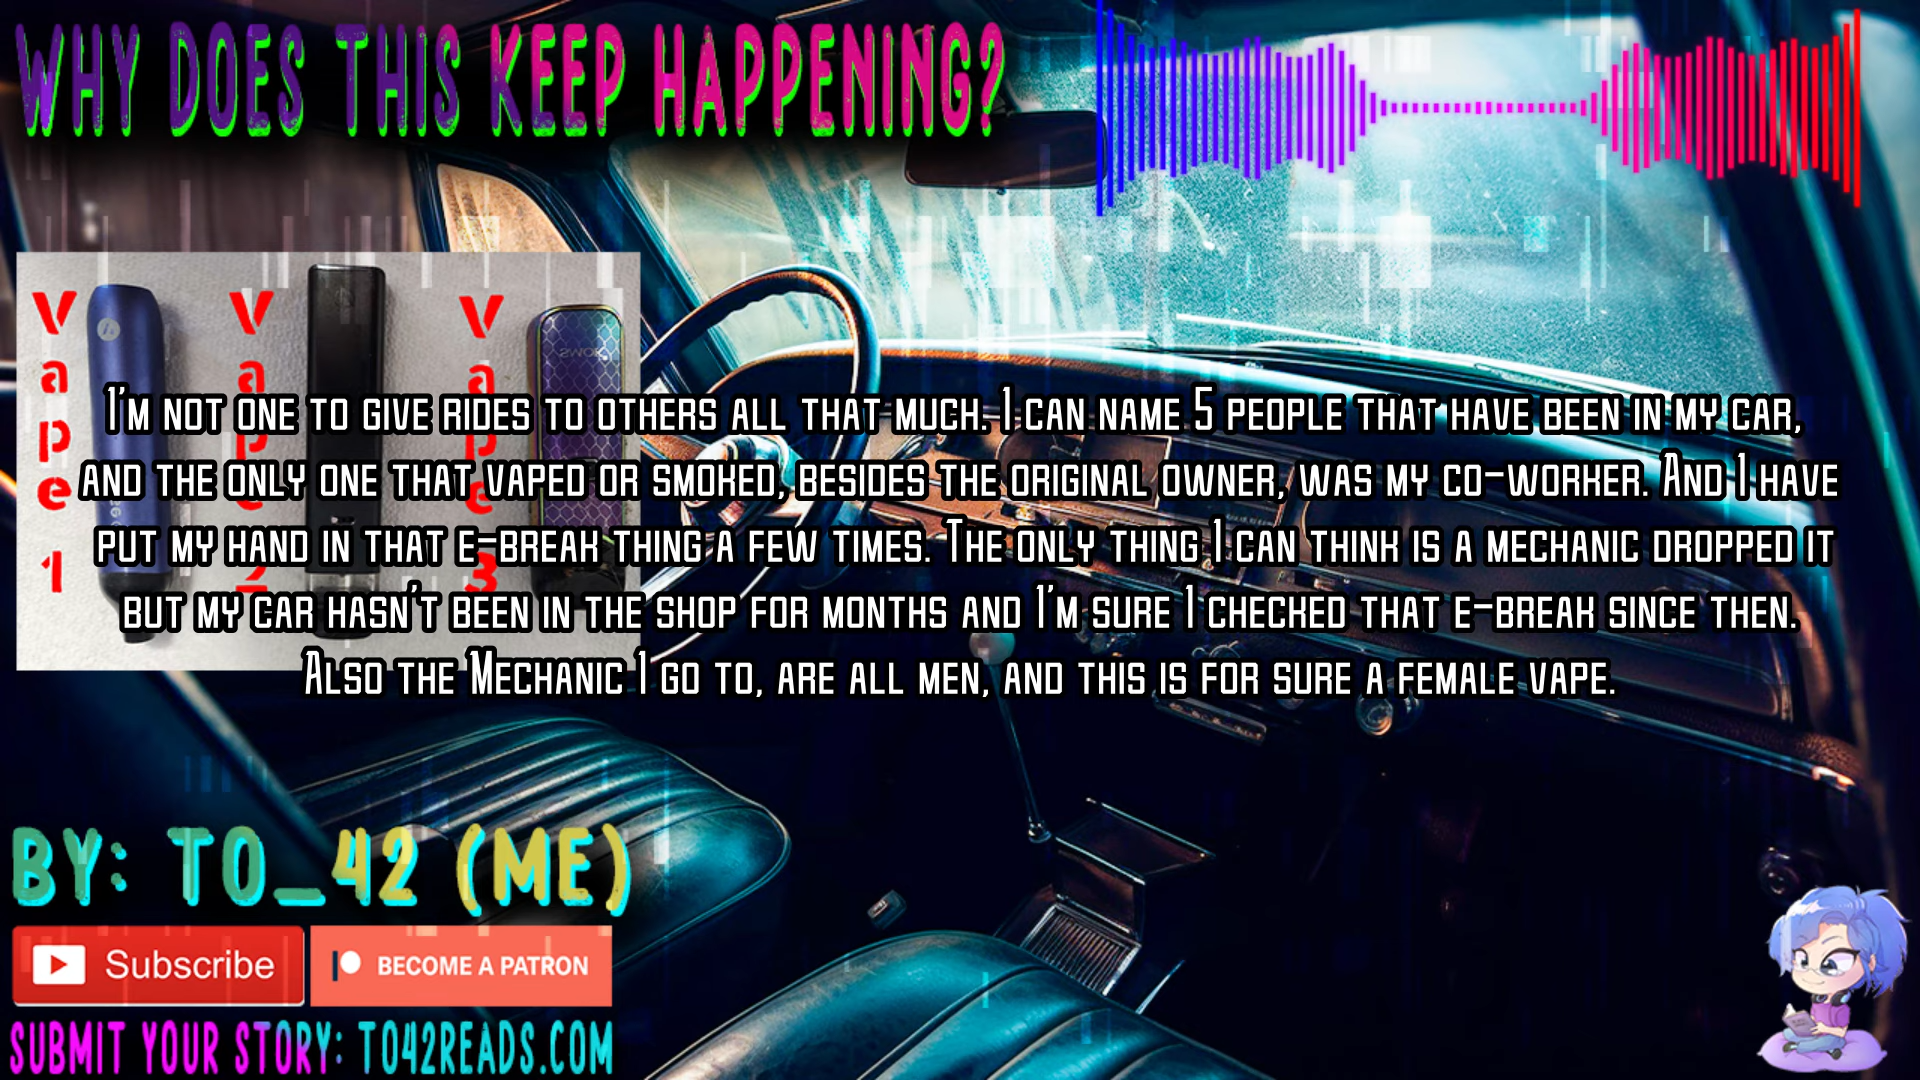 WHY DOES THIS KEEP HAPPENING?
Vape 1
Vape 2
Vape 3
SWOK
I'm not one to give rides to others all that much. I can name 5 people that have been in my car,
and the only one that vaped or smoked, besides the original owner, was my co-worker. And I have
put my hand in that e-break thing a few times. The only thing I can think is a mechanic dropped it
but my car hasn't been in the shop for months and I'm sure I checked that e-break since then.
Also the Mechanic I go to, are all men, and this is for sure a female vape.
BY: TO_42 (ME)
Subscribe
BECOME A PATRON
SUBMIT YOUR STORY: TO42READS.COM